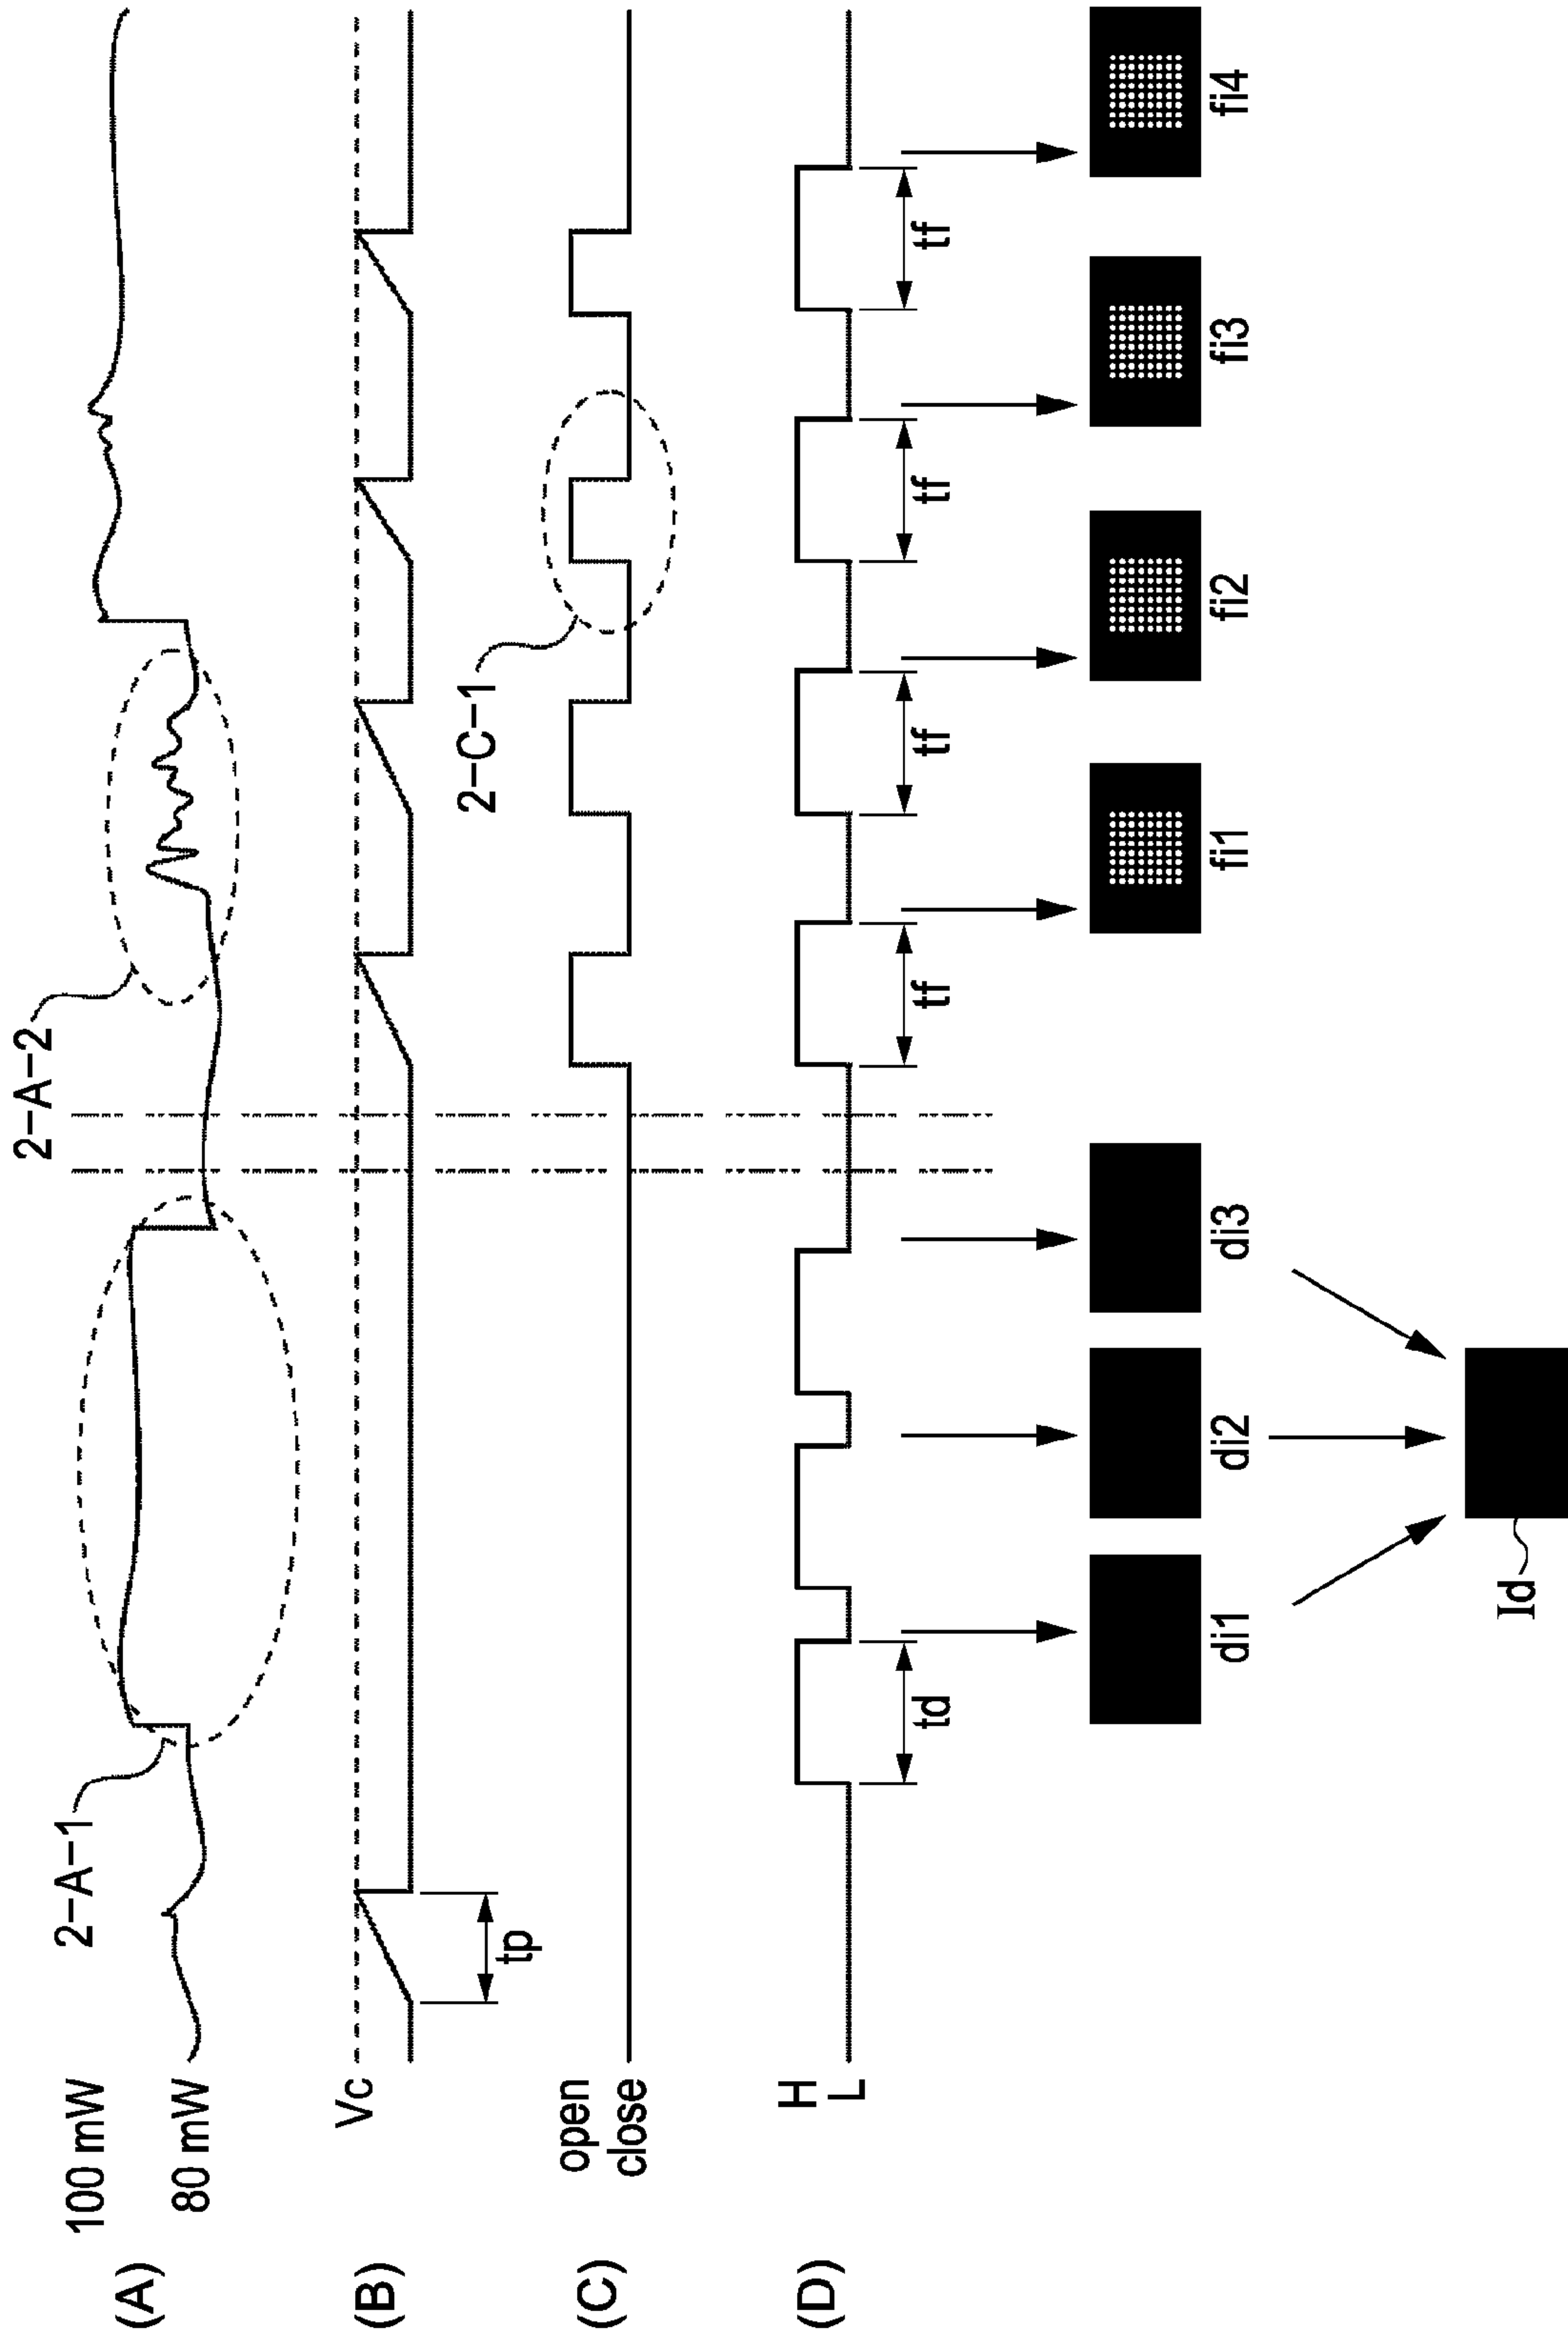 (A)
100 mW
80 mW
2-A-1
2-A-2
(B)
Vc
tp
(C)
open
close
2-C-1
(D)
H
L
td
tf
tf
tf
tf
di1
di2
di3
fi1
fi2
fi3
fi4
Id